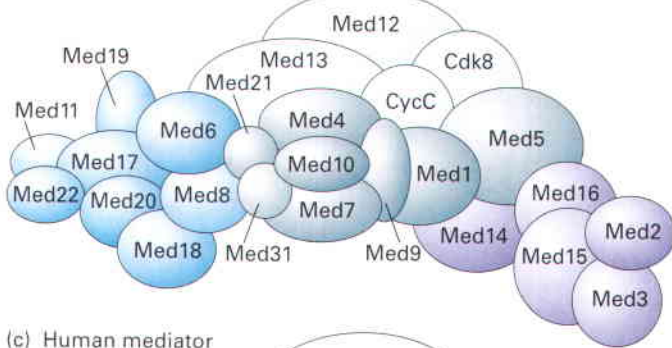 Med12
Med19
Med13
Cdk8
Med21
CycC
Med11
Med6
Med4
Med5
Med17
Med10
Med1
Med22
Med20
Med8
Med7
Med16
Med14
Med2
Med18
Med31
Med9
Med15
Med3
(c) Human mediator